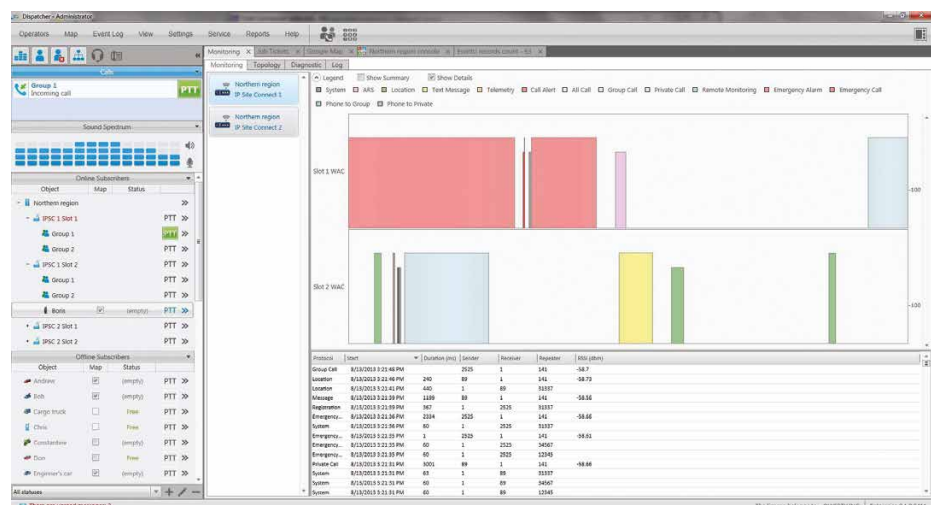 Dispatcher - Administrator
Operators Map Event Log View Settings Service Reports Help
Monitoring Job Tickets Groups Map Northern region console Events: records count - 63
Monitoring Topology Diagnostic Log
Calls
Group 1
Incoming call
PTT
Sound Spectrum
Online Subscribers
Object Map Status
Northern region
IPSC 1 Slot 1 PTT
Group 1 PTT
Group 2 PTT
IPSC 1 Slot 2 PTT
Group 1 PTT
Group 2 PTT
Boris (empty) PTT
IPSC 2 Slot 1 PTT
IPSC 2 Slot 2 PTT
Offline Subscribers
Object Map Status
Andrew (empty) PTT
Bob (empty) PTT
Cargo truck Free PTT
Chris Free PTT
Constantine (empty) PTT
Don Free PTT
Engineer's car (empty) PTT
All statuses
Northern region
IP Site Connect 1
Northern region
IP Site Connect 2
Legend Show Summary Show Details
System ARS Location Text Message Telemetry Call Alert All Call Group Call Private Call Remote Monitoring Emergency Alarm Emergency Call
Phone to Group Phone to Private
Slot 1 WAC
-100
Slot 2 WAC
-100
Protocol Start Duration (ms) Sender Receiver Repeater RSSI (dBm)
Group Call 8/13/2013 3:21:46 PM 2525 1 141 -58.7
Location 8/13/2013 3:21:46 PM 240 89 1 141 -58.73
Location 8/13/2013 3:21:41 PM 440 1 89 31337
Message 8/13/2013 3:21:39 PM 1189 89 1 141 -58.58
Registration 8/13/2013 3:21:39 PM 367 1 2525 31337
Emergency... 8/13/2013 3:21:36 PM 2334 2525 1 141 -58.66
System 8/13/2013 3:21:36 PM 60 1 2525 31337
Emergency... 8/13/2013 3:21:35 PM 1 2525 1 141 -58.61
Emergency... 8/13/2013 3:21:35 PM 60 1 2525 34567
Emergency... 8/13/2013 3:21:35 PM 60 1 2525 12345
Private Call 8/13/2013 3:21:31 PM 3001 89 1 141 -58.66
System 8/13/2013 3:21:31 PM 63 1 89 31337
System 8/13/2013 3:21:31 PM 60 1 89 34567
System 8/13/2013 3:21:31 PM 60 1 89 12345